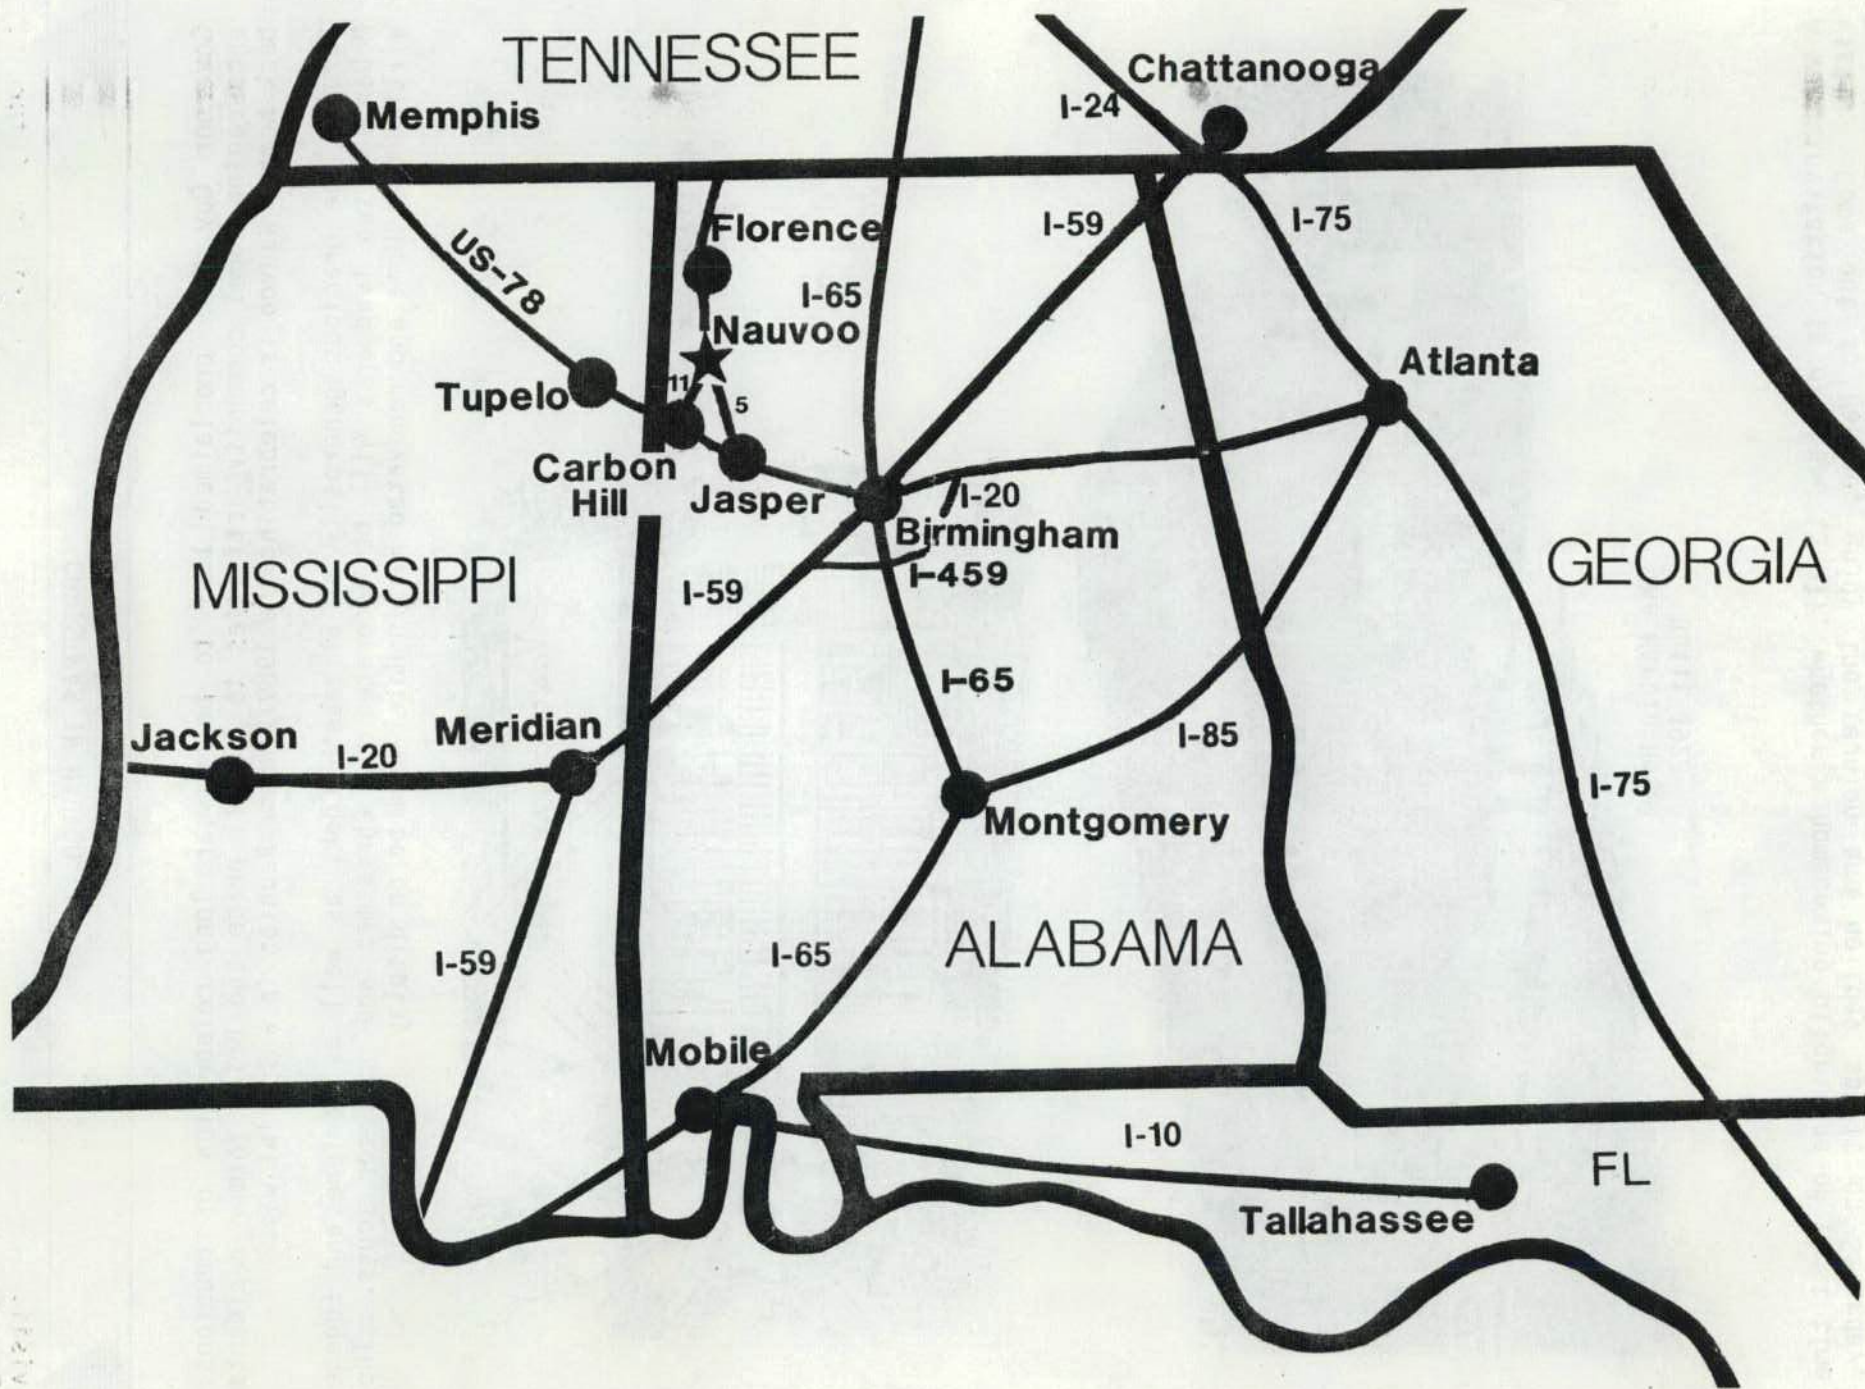 TENNESSEE
Chattanooga
I-24
Memphis
I-59
I-75
Florence
US-78
I-65
Nauvoo
Atlanta
11
Tupelo
5
Carbon
Hill
Jasper
I-20
Birmingham
GEORGIA
MISSISSIPPI
I-59
I-459
I-65
Jackson
I-20
Meridian
I-85
I-75
Montgomery
I-59
I-65
ALABAMA
Mobile
I-10
FL
Tallahassee